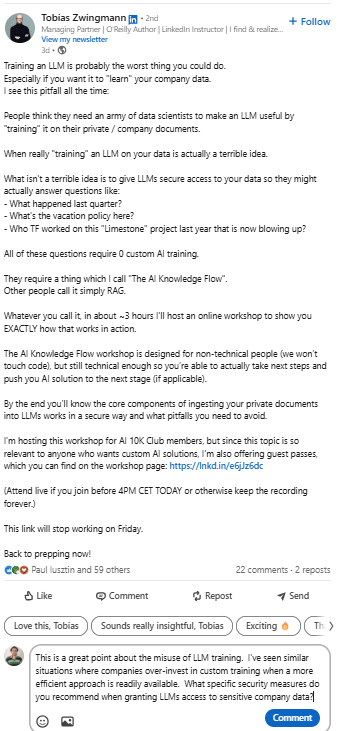 Tobias Zwingmann in • 2nd
+ Follow
Managing Partner | O'Reilly Author | LinkedIn Instructor | I find & realize...
View my newsletter
3d •
Training an LLM is probably the worst thing you could do.
Especially if you want it to "learn" your company data.
I see this pitfall all the time:
People think they need an army of data scientists to make an LLM useful by
"training" it on their private / company documents.
When really "training" an LLM on your data is actually a terrible idea.
What isn't a terrible idea is to give LLMs secure access to your data so they might
actually answer questions like:
- What happened last quarter?
- What's the vacation policy here?
- Who TF worked on this "Limestone" project last year that is now blowing up?
All of these questions require 0 custom AI training.
They require a thing which I call "The AI Knowledge Flow".
Other people call it simply RAG.
Whatever you call it, in about ~3 hours I'll host an online workshop to show you
EXACTLY how that works in action.
The AI Knowledge Flow workshop is designed for non-technical people (we won't
touch code), but still technical enough so you're able to actually take next steps and
push you AI solution to the next stage (if applicable).
By the end you'll know the core components of ingesting your private documents
into LLMs works in a secure way and what pitfalls you need to avoid.
I'm hosting this workshop for AI 10K Club members, but since this topic is so
relevant to anyone who wants custom AI solutions, I'm also offering guest passes,
which you can find on the workshop page: https://lnkd.in/e6jJz6dc
(Attend live if you join before 4PM CET TODAY or otherwise keep the recording
forever.)
This link will stop working on Friday.
Back to prepping now!
Paul Iusztin and 59 others
22 comments • 2 reposts
Like
Comment
Repost
Send
Love this, Tobias
Sounds really insightful, Tobias
Exciting 🔥
Th
This is a great point about the misuse of LLM training. I've seen similar
situations where companies over-invest in custom training when a more
efficient approach is readily available. What specific security measures do
you recommend when granting LLMs access to sensitive company data?
Comment